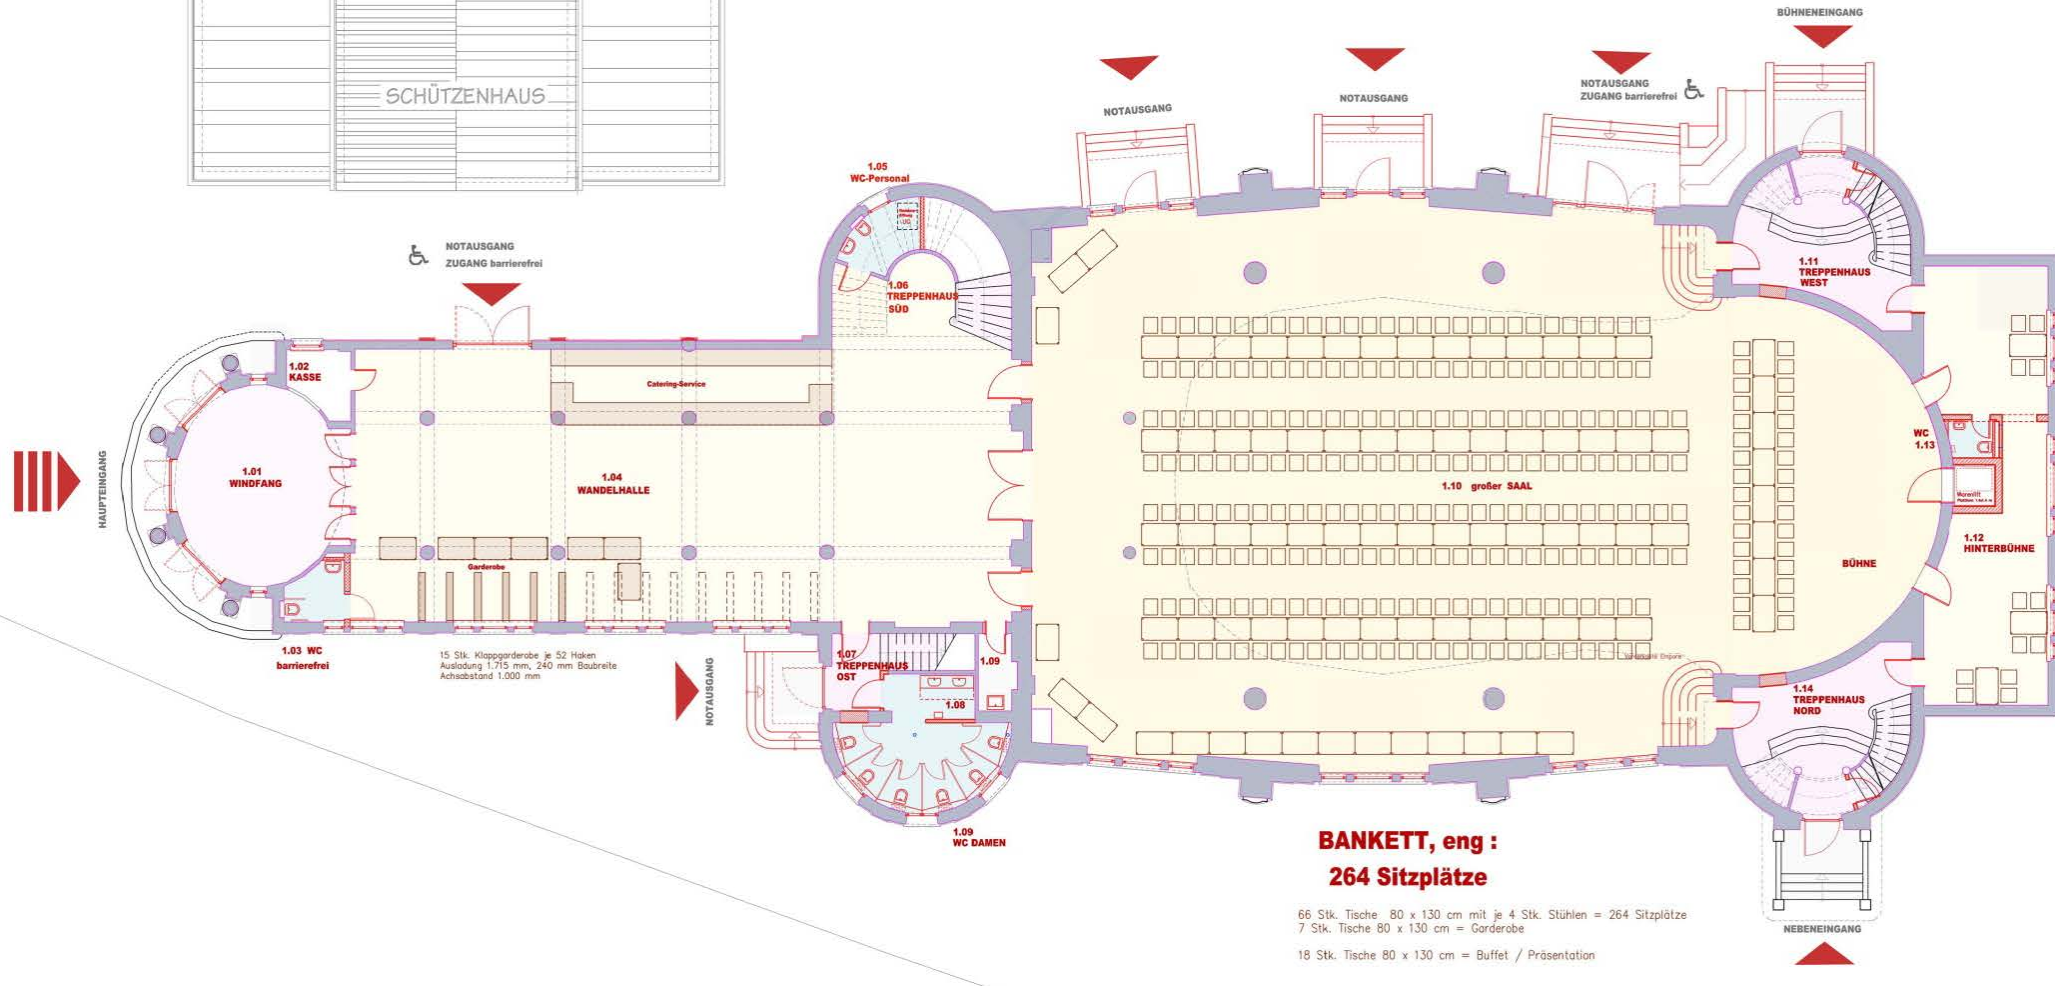 BÜHNENEINGANG
SCHÜTZENHAUS
NOTAUSGANG
NOTAUSGANG
NOTAUSGANG
ZUGANG barrierefrei
1.05
WC-Personal
UG
NOTAUSGANG
ZUGANG barrierefrei
1.06
TREPPENHAUS
SÜD
1.11
TREPPENHAUS
WEST
1.02
KASSE
Catering-Service
HAUPTEINGANG
1.01
WINDFANG
1.04
WANDELHALLE
1.10 großer SAAL
WC
1.13
Warenlift
BÜHNE
1.12
HINTERBÜHNE
Garderobe
1.03 WC
barrierefrei
15 Stk. Klappgarderobe je 52 Haken
Ausladung 1.715 mm, 240 mm Baubreite
Achsabstand 1.000 mm
NOTAUSGANG
1.07
TREPPENHAUS
OST
1.09
1.08
1.14
TREPPENHAUS
NORD
1.09
WC DAMEN
BANKETT, eng :
264 Sitzplätze
66 Stk. Tische 80 x 130 cm mit je 4 Stk. Stühlen = 264 Sitzplätze
7 Stk. Tische 80 x 130 cm = Garderobe
18 Stk. Tische 80 x 130 cm = Buffet / Präsentation
NEBENEINGANG